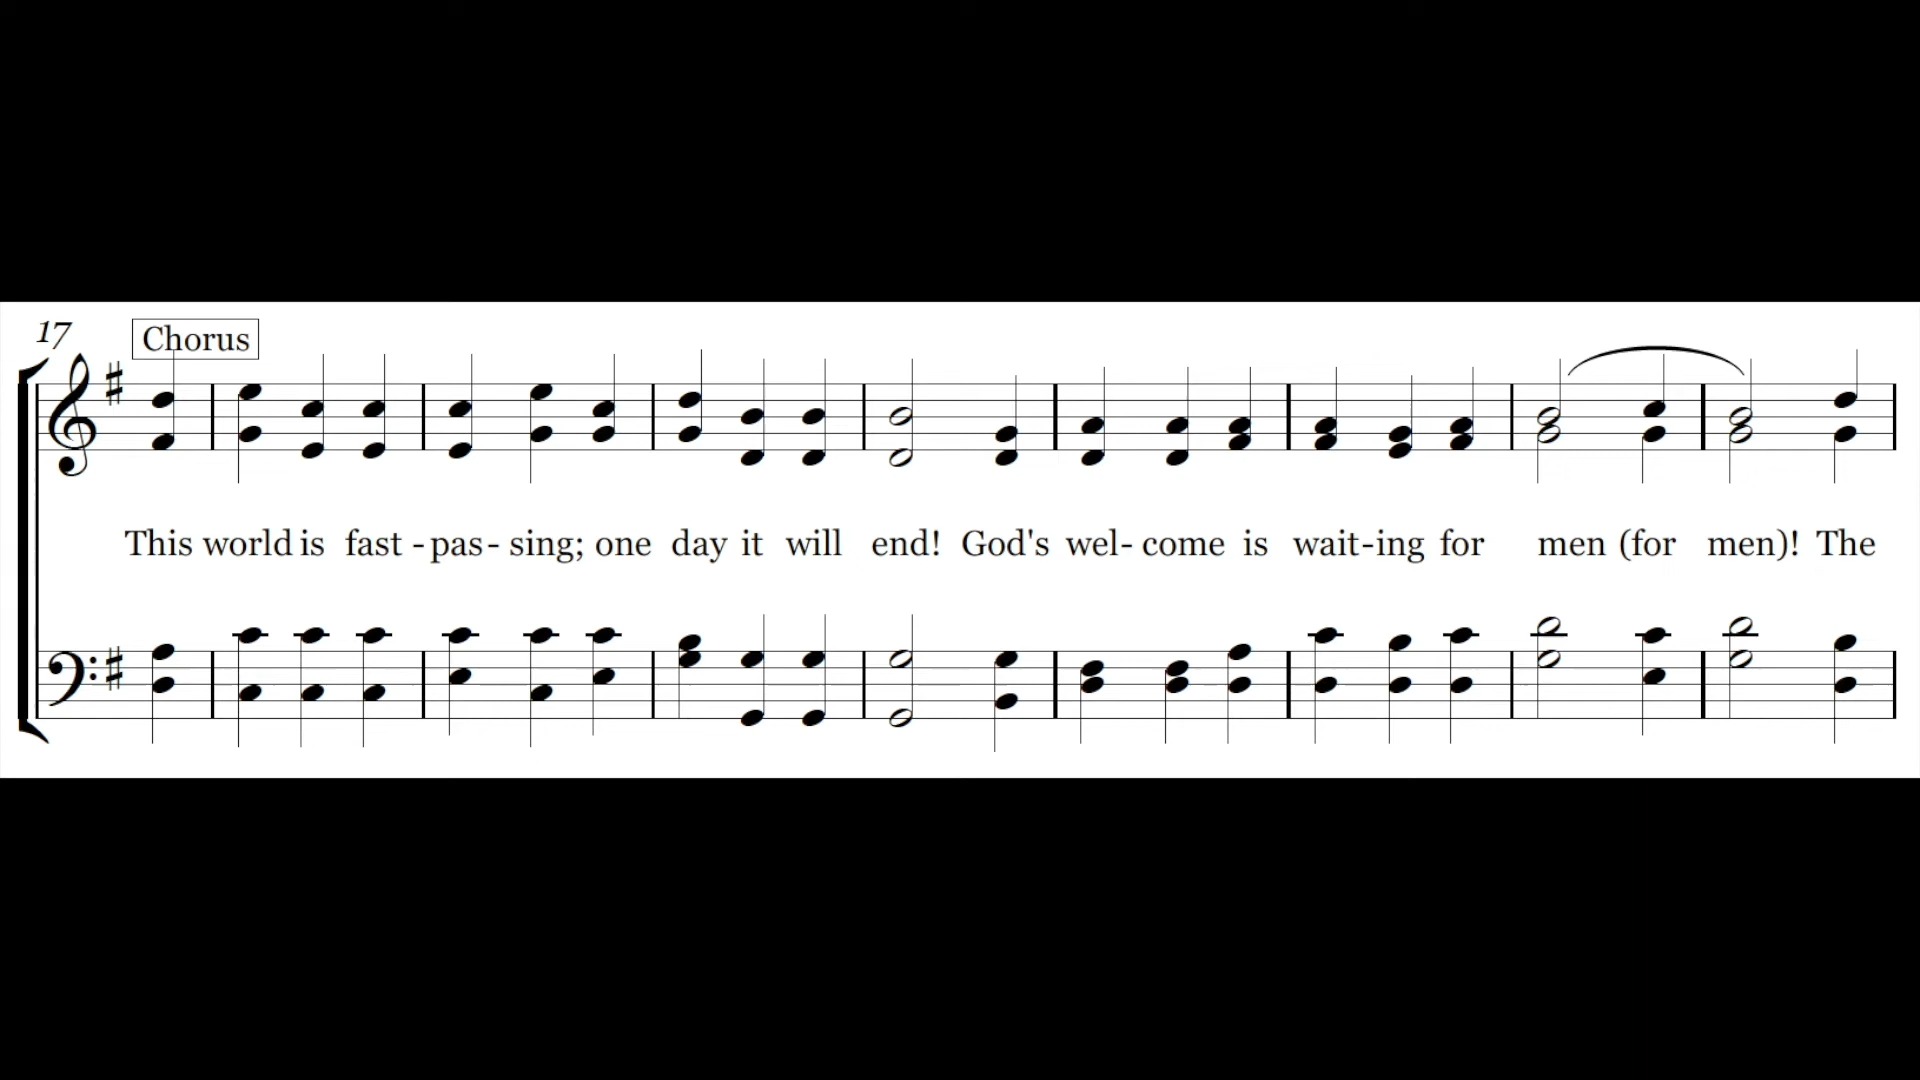 17
Chorus
This world is fast - pas - sing; one day it will end! God's wel- come is wait-ing for men (for men)! The